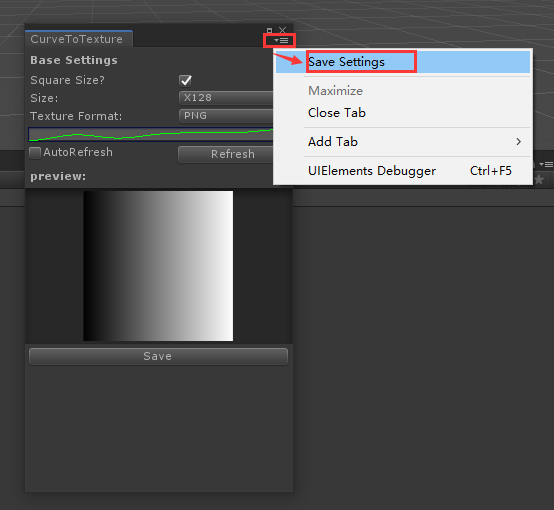 CurveToTexture
Base Settings
Square Size?
Size: X128
Texture Format: PNG
AutoRefresh Refresh
preview:
Save
Save Settings
Maximize
Close Tab
Add Tab
UIElements Debugger Ctrl+F5